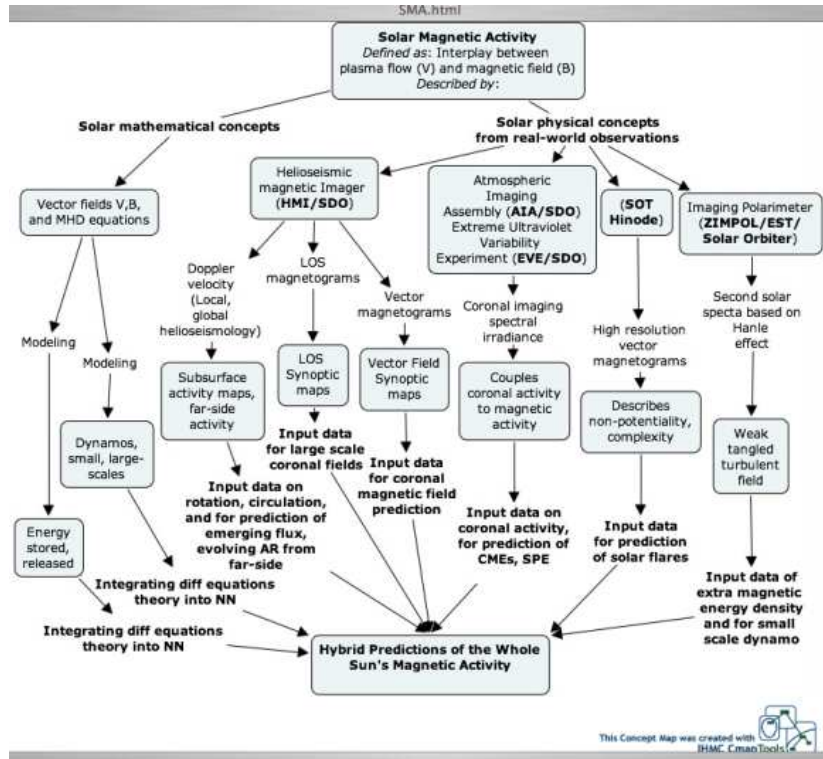 SMA.html
Solar Magnetic Activity
Defined as: Interplay between
plasma flow (V) and magnetic field (B)
Described by:
Solar mathematical concepts
Solar physical concepts
from real-world observations
Vector fields V,B,
and MHD equations
Helioseismic
magnetic Imager
(HMI/SDO)
Atmospheric
Imaging
Assembly (AIA/SDO)
Extreme Ultraviolet
Variability
Experiment (EVE/SDO)
(SOT
Hinode)
Imaging Polarimeter
(ZIMPOL/EST/
Solar Orbiter)
Modeling
Modeling
Doppler
velocity
(Local,
global
helioseismology)
LOS
magnetograms
Vector
magnetograms
Coronal imaging
spectral
irradiance
High resolution
vector
magnetograms
Second solar
specta based on
Hanle
effect
Dynamos,
small, large-
scales
Subsurface
activity maps,
far-side
activity
LOS
Synoptic
maps
Vector Field
Synoptic
maps
Couples
coronal activity
to magnetic
activity
Describes
non-potentiality,
complexity
Weak
tangled
turbulent
field
Energy
stored,
released
Input data on
rotation, circulation,
and for prediction of
emerging flux,
evolving AR from
far-side
Input data
for large scale
coronal fields
Input data
for coronal
magnetic field
prediction
Input data on
coronal activity,
for prediction of
CMEs, SPE
Input data
for prediction
of solar flares
Input data of
extra magnetic
energy density
and for small
scale dynamo
Integrating diff equations
theory into NN
Integrating diff equations
theory into NN
Hybrid Predictions of the Whole
Sun's Magnetic Activity
This Concept Map was created with
IHMC CmapTools